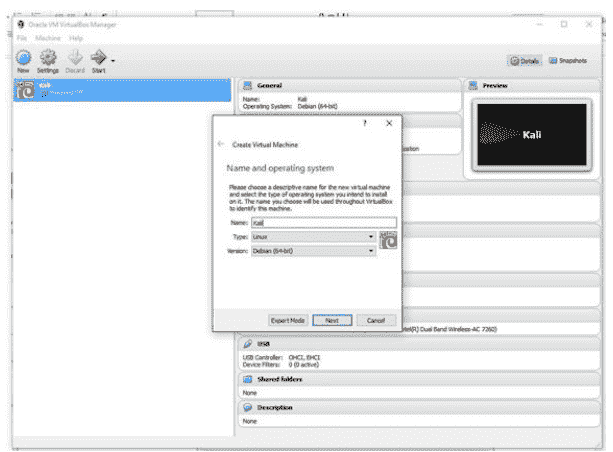 Oracle VM VirtualBox Manager
File Machine Help
New Settings Discard Start
Details Snapshots
Kali
General
Name: Kali
Operating System: Debian (64-bit)
Preview
Kali
? ×
Create Virtual Machine
Name and operating system
Please choose a descriptive name for the new virtual machine
and select the type of operating system you intend to install
on it. The name you choose will be used throughout VirtualBox
to identify this machine.
Name: Kali
Type: Linux
Version: Debian (64-bit)
Expert Mode Next Cancel
Intel(R) Dual Band Wireless-AC 7260)
USB
USB Controller: OHCI, EHCI
Device Filters: 0 (0 active)
Shared folders
None
Description
None